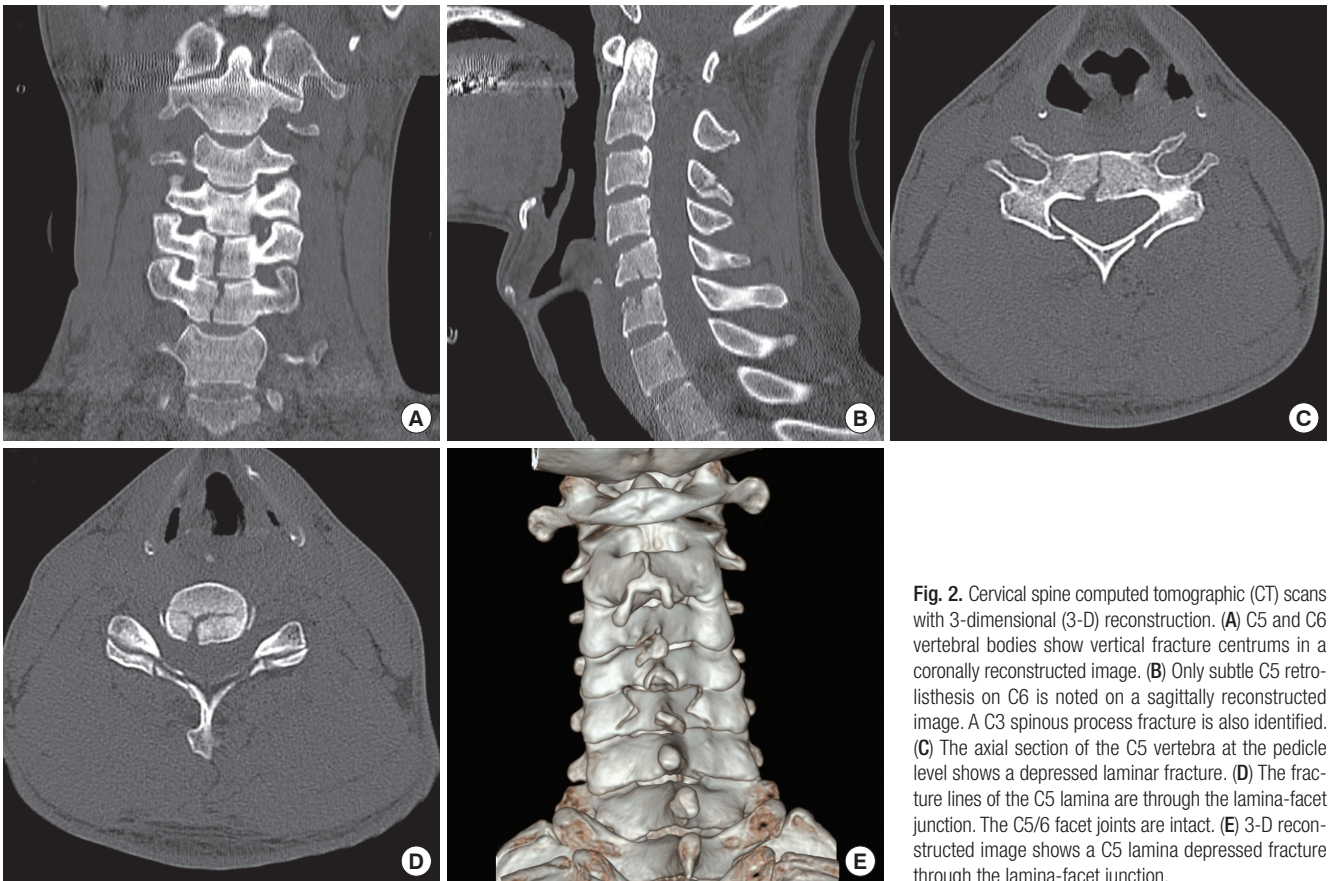 A
B
C
D
E
Fig. 2. Cervical spine computed tomographic (CT) scans
with 3-dimensional (3-D) reconstruction. (A) C5 and C6
vertebral bodies show vertical fracture centrums in a
coronally reconstructed image. (B) Only subtle C5 retro-
listhesis on C6 is noted on a sagittally reconstructed
image. A C3 spinous process fracture is also identified.
(C) The axial section of the C5 vertebra at the pedicle
level shows a depressed laminar fracture. (D) The frac-
ture lines of the C5 lamina are through the lamina-facet
junction. The C5/6 facet joints are intact. (E) 3-D recon-
structed image shows a C5 lamina depressed fracture
through the lamina-facet junction.